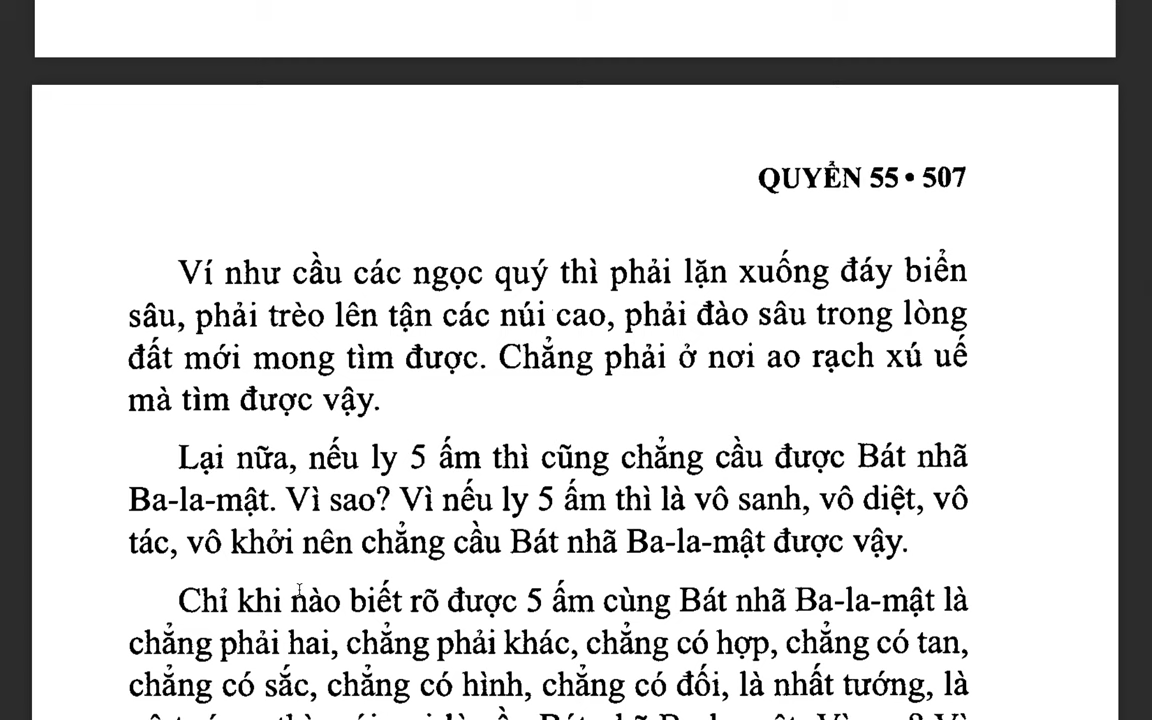 QUYỂN 55 • 507
Ví như cầu các ngọc quý thì phải lặn xuống đáy biển
sâu, phải trèo lên tận các núi cao, phải đào sâu trong lòng
đất mới mong tìm được. Chẳng phải ở nơi ao rạch xú uế
mà tìm được vậy.
Lại nữa, nếu ly 5 ấm thì cũng chẳng cầu được Bát nhã
Ba-la-mật. Vì sao? Vì nếu ly 5 ấm thì là vô sanh, vô diệt, vô
tác, vô khởi nên chẳng cầu Bát nhã Ba-la-mật được vậy.
Chỉ khi nào biết rõ được 5 ấm cùng Bát nhã Ba-la-mật là
chẳng phải hai, chẳng phải khác, chẳng có hợp, chẳng có tan,
chẳng có sắc, chẳng có hình, chẳng có đối, là nhất tướng, là